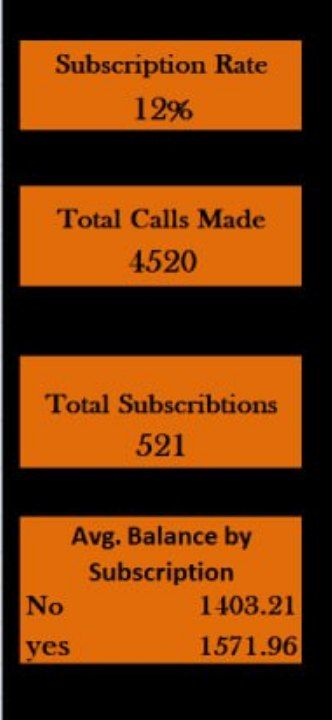 Subscription Rate
12%
Total Calls Made
4520
Total Subscribtions
521
Avg. Balance by
Subscription
No 1403.21
yes 1571.96